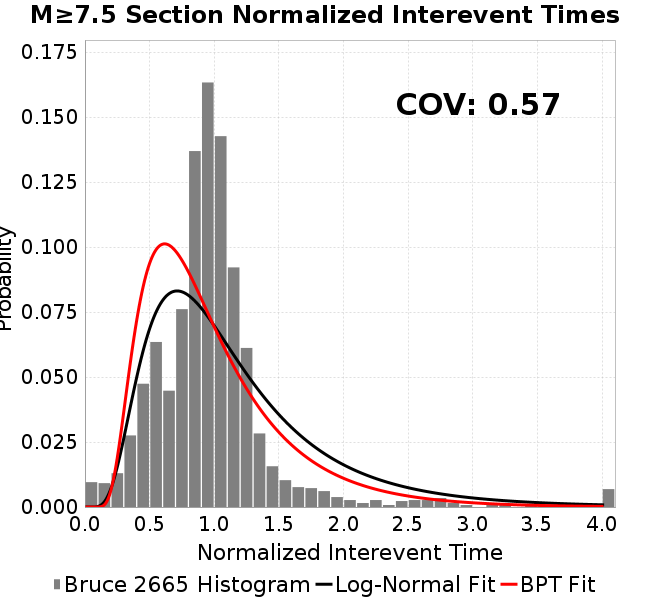 M≥7.5 Section Normalized Interevent Times
COV: 0.57
0.175
0.150
0.125
0.100
0.075
0.050
0.025
0.000
Probability
0.0 0.5 1.0 1.5 2.0 2.5 3.0 3.5 4.0
Normalized Interevent Time
Bruce 2665 Histogram Log-Normal Fit BPT Fit